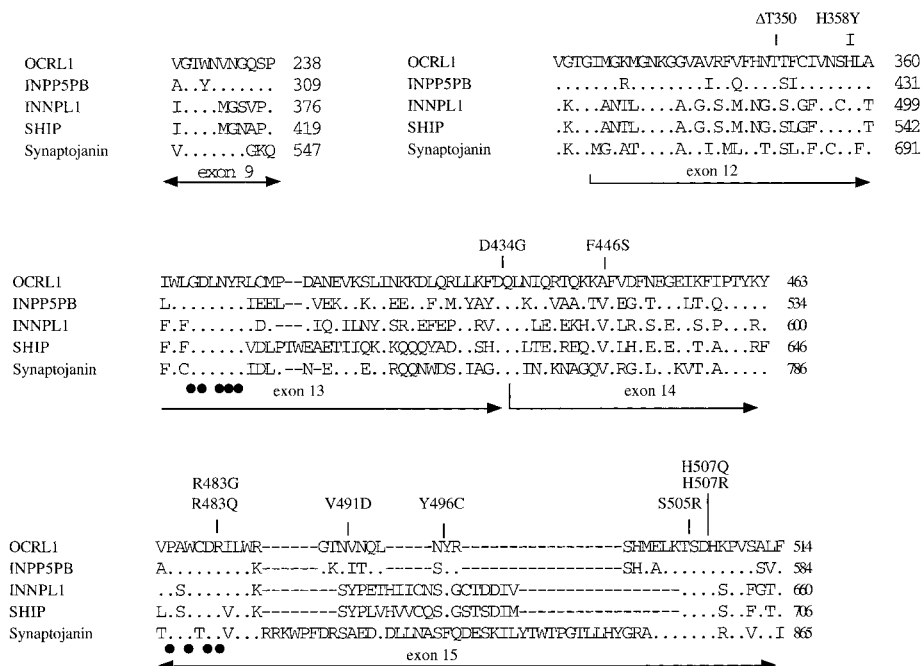 ΔT350 H358Y
OCRL1 VGTWNVNGQSP 238
INPP5PB A..Y....... 309
INNPL1 I....MGSVP. 376
SHIP I....MGNAP. 419
Synaptojanin V.......GKQ 547
exon 9
OCRL1 VGTGIMGKMGNKGGVAVRFVFHNTTFCIVNSHLA 360
INPP5PB .......R........I..Q....SI........ 431
INNPL1 .K...ANTL....A.G.S.M.NG.S.GF..C..T 499
SHIP .K...ANTL....A.G.S.M.NG.SLGF.....T 542
Synaptojanin .K..MG.AT.....A..I.ML..T.SLF.C..F. 691
exon 12
D434G F446S
OCRL1 IWLGDLNYRLCMP--DANEVKSLINKKDLQRLLKFDQLNIQRTQKKAFVDFNEGEIKFIPTYKY 463
INPP5PB L........IEEL..VEK..K..EE..F.M.YAY....K..VAA.TV.EG.T...LT.Q..... 534
INNPL1 F.F......D.---.IQ.ILNY.SR.EFEP..RV....LE.EKH.V.LR.S.E..S.P...R. 600
SHIP F.F......VDLPTWEAETIIQK.KQQQYAD..SH...LTE.REQ.V.LH.E.E..T.A...RF 646
Synaptojanin F.C......IDL..N-E...E..RQQNWDS.IAG...IN.KNAGQV.RG.L..KVT.A...... 786
exon 13 exon 14
H507Q
R483G H507R
R483Q V491D Y496C S505R
OCRL1 VPAWCDRILWR------GTNVNQL-----NYR-----------------SHMELKTSDHKPVSALF 514
INPP5PB A..........K------.K.IT..-----S..-----------------SH.A..........SV. 584
INNPL1 ..S........K------SYPETHIICNS.GCTDDIV-----------------.....S..FGT. 660
SHIP L.S....V..K------SYPLVHVVCQS.GSTSDIM-----------------.....S..F.T 706
Synaptojanin T...T..V...RRKWPFDRSAED.DLLNASFQDESKILYTWTPGTLLHYGRA......R..V..I 865
exon 15